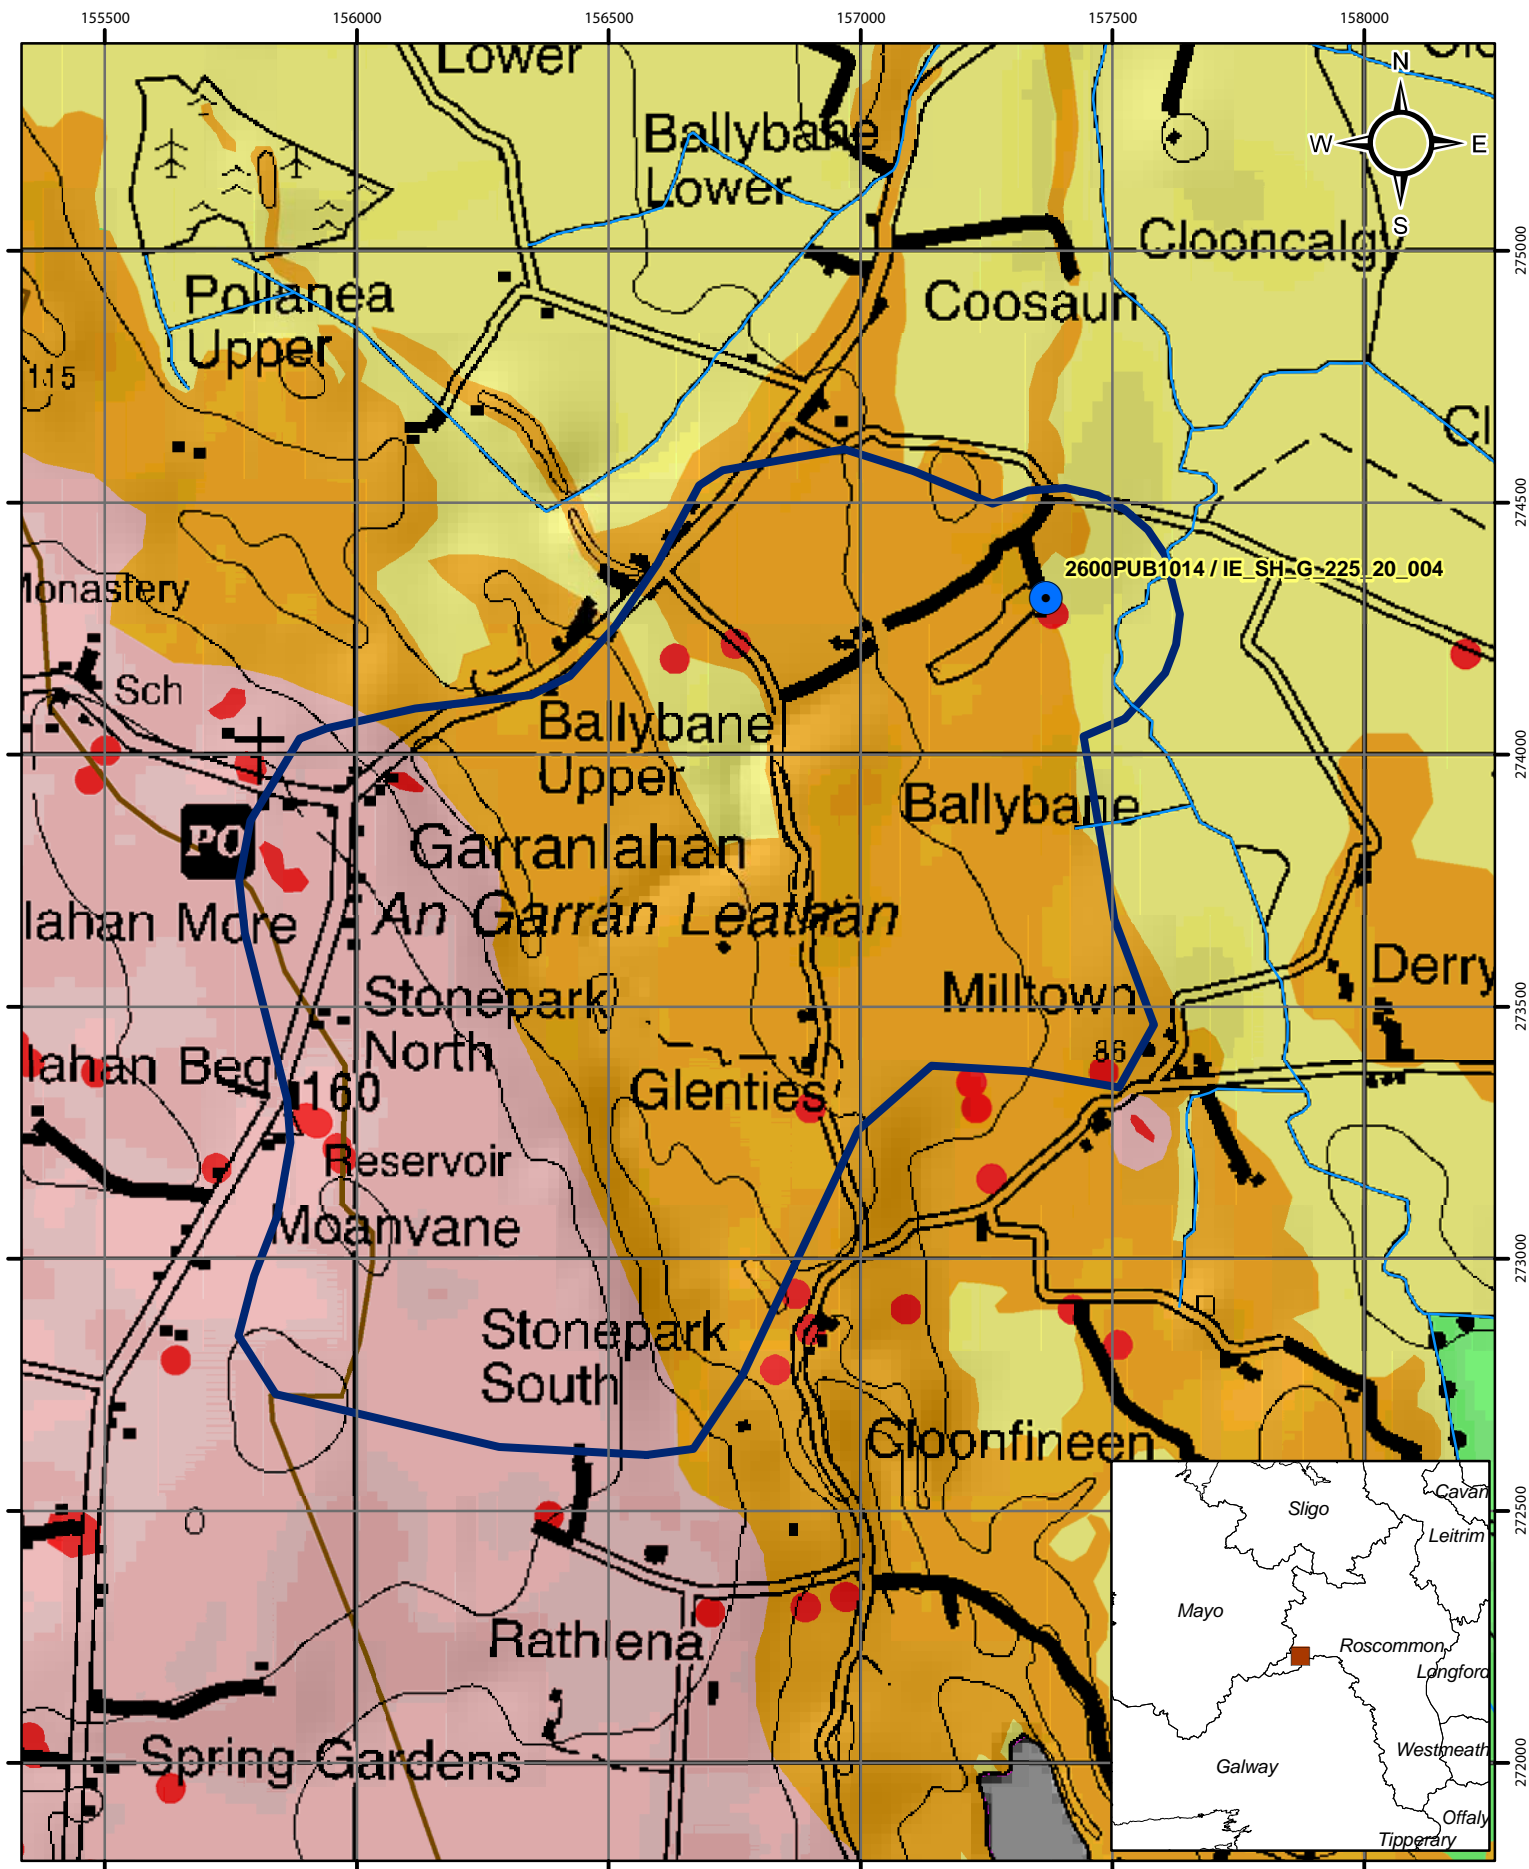 155500 156000 156500 157000 157500 158000
Lower
N
W E
S
Ballybane
Lower
Clooncalgy
275000
Pollanea
Upper
Coosaun
115
274500
Monastery
2600PUB1014 / IE_SH_G_225_20_004
Sch
Ballybane
Upper
274000
Ballybane
PO
Garranlahan
An Garrán Leathan
lahan More
Derry
Stonepark
North
Milltown
273500
86
lahan Beg
160
Glenties
Reservoir
Moanvane
273000
Stonepark
South
Cloonfineen
272500
Rathlena
Spring Gardens
272000
Cavan
Sligo
Leitrim
Mayo
Roscommon
Longford
Westmeath
Galway
Offaly
Tipperary